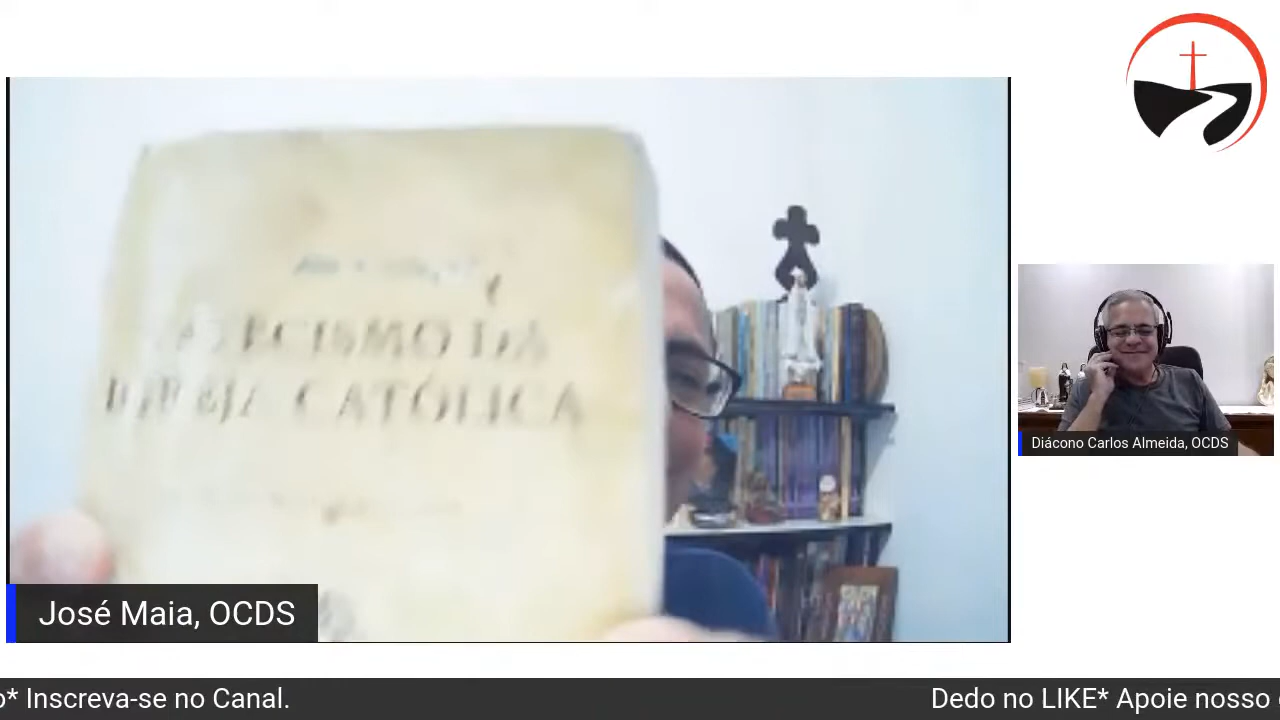 CATÓLICA
José Maia, OCDS
Diácono Carlos Almeida, OCDS
o* Inscreva-se no Canal.
Dedo no LIKE* Apoie nosso